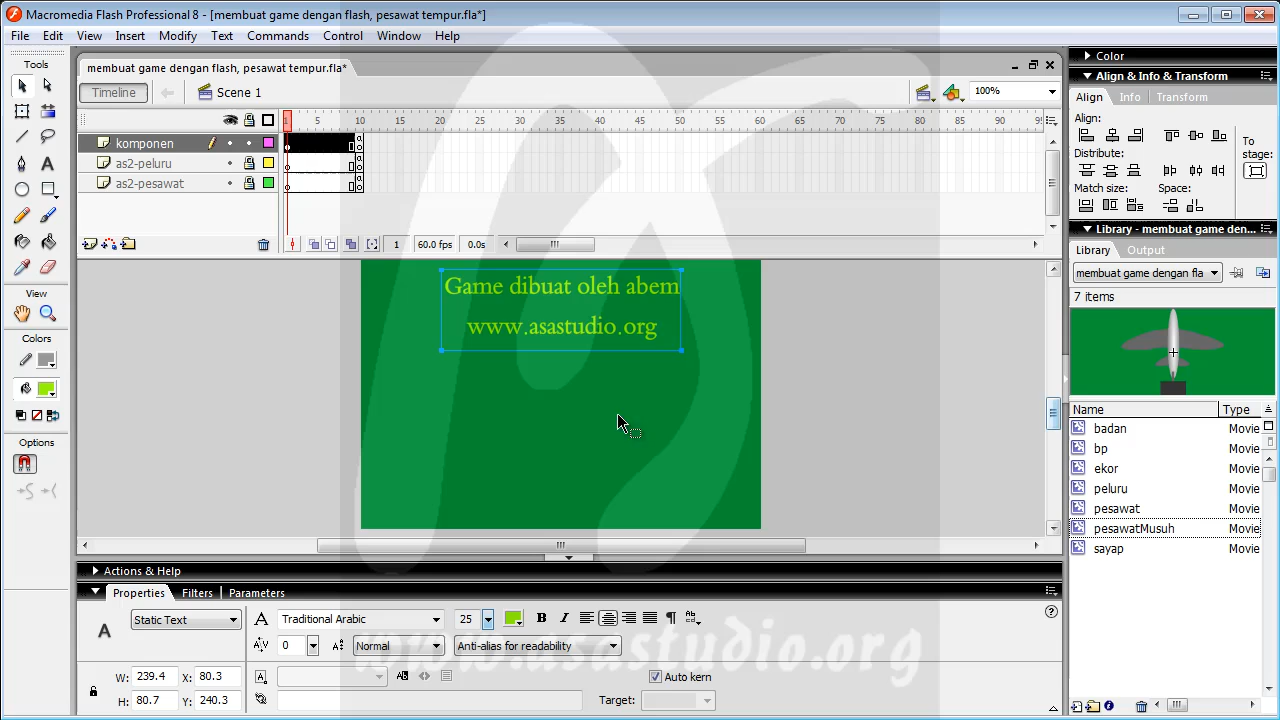 Macromedia Flash Professional 8 - [membuat game dengan flash, pesawat tempur.fla*]
File Edit View Insert Modify Text Commands Control Window Help
Tools
View
Colors
Options
membuat game dengan flash, pesawat tempur.fla*
Timeline Scene 1 100%
1 5 10 15 20 25 30 35 40 45 50 55 60 65 70 75 80 85 90 95
komponen
as2-peluru
as2-pesawat
1 60.0 fps 0.0s
Game dibuat oleh abem
www.asastudio.org
Actions & Help
Properties Filters Parameters
Static Text Traditional Arabic 25
0 Normal Anti-alias for readability
W: 239.4 X: 80.3 Auto kern
H: 80.7 Y: 240.3 Target:
www.asastudio.org
Color
Align & Info & Transform
Align Info Transform
Align:
To stage:
Distribute:
Match size: Space:
Library - membuat game den...
Library Output
membuat game dengan fla
7 items
Name Type
badan Movie
bp Movie
ekor Movie
peluru Movie
pesawat Movie
pesawatMusuh Movie
sayap Movie